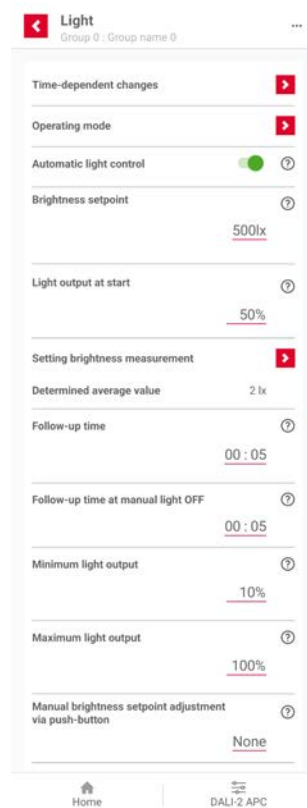 Light
Group 0 : Group name 0
Time-dependent changes
Operating mode
Automatic light control
Brightness setpoint
500lx
Light output at start
50%
Setting brightness measurement
Determined average value 2 lx
Follow-up time
00 : 05
Follow-up time at manual light OFF
00 : 05
Minimum light output
10%
Maximum light output
100%
Manual brightness setpoint adjustment
via push-button
None
Home DALI-2 APC